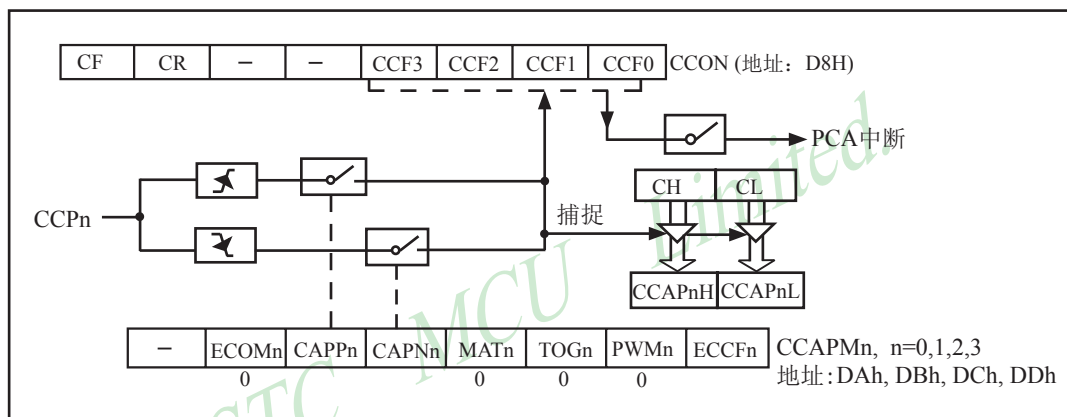 CF CR − − CCF3 CCF2 CCF1 CCF0 CCON (地址：D8H)
PCA中断
CH CL
CCPn
捕捉
CCAPnH CCAPnL
− ECOMn CAPPn CAPNn MATn TOGn PWMn ECCFn CCAPMn, n=0,1,2,3
0 0 0 0 地址:DAh, DBh, DCh, DDh
STC MCU Limited.